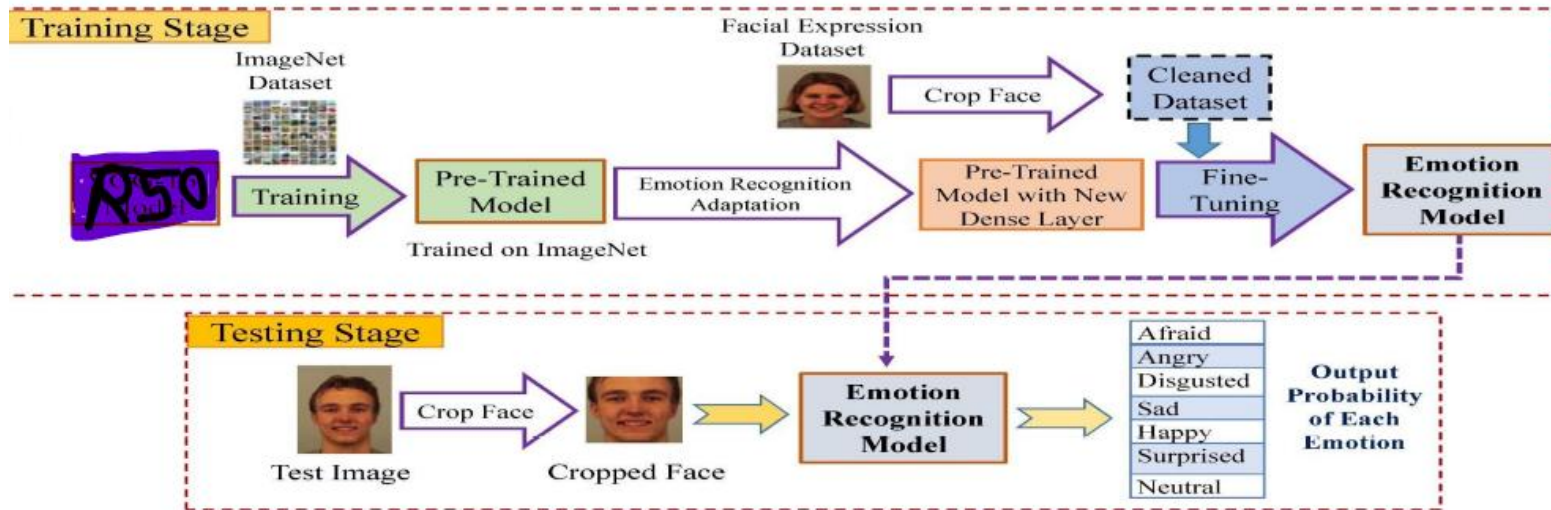 Training Stage
ImageNet
Dataset
Facial Expression
Dataset
Crop Face
Cleaned
Dataset
R50
Training
Pre-Trained
Model
Trained on ImageNet
Emotion Recognition
Adaptation
Pre-Trained
Model with New
Dense Layer
Fine-
Tuning
Emotion
Recognition
Model
Testing Stage
Test Image
Crop Face
Cropped Face
Emotion
Recognition
Model
Afraid
Angry
Disgusted
Sad
Happy
Surprised
Neutral
Output
Probability
of Each
Emotion